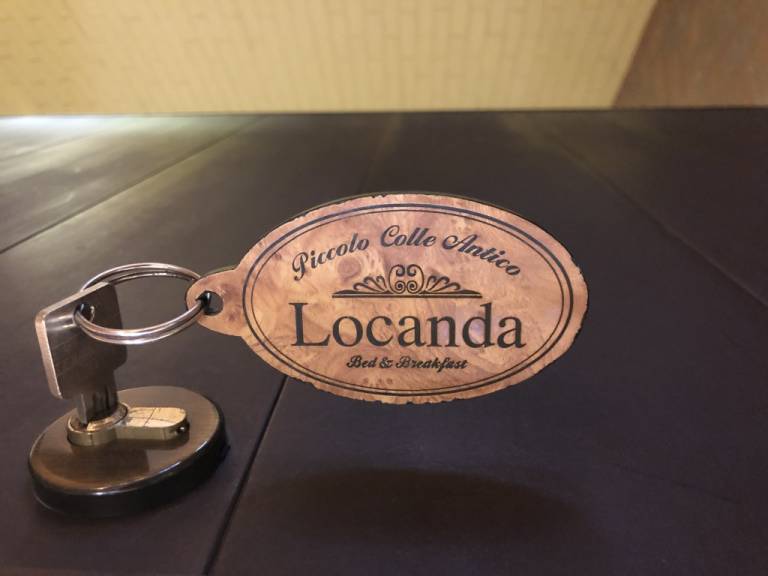 Piccolo Colle Antico
Locanda
Bed & Breakfast